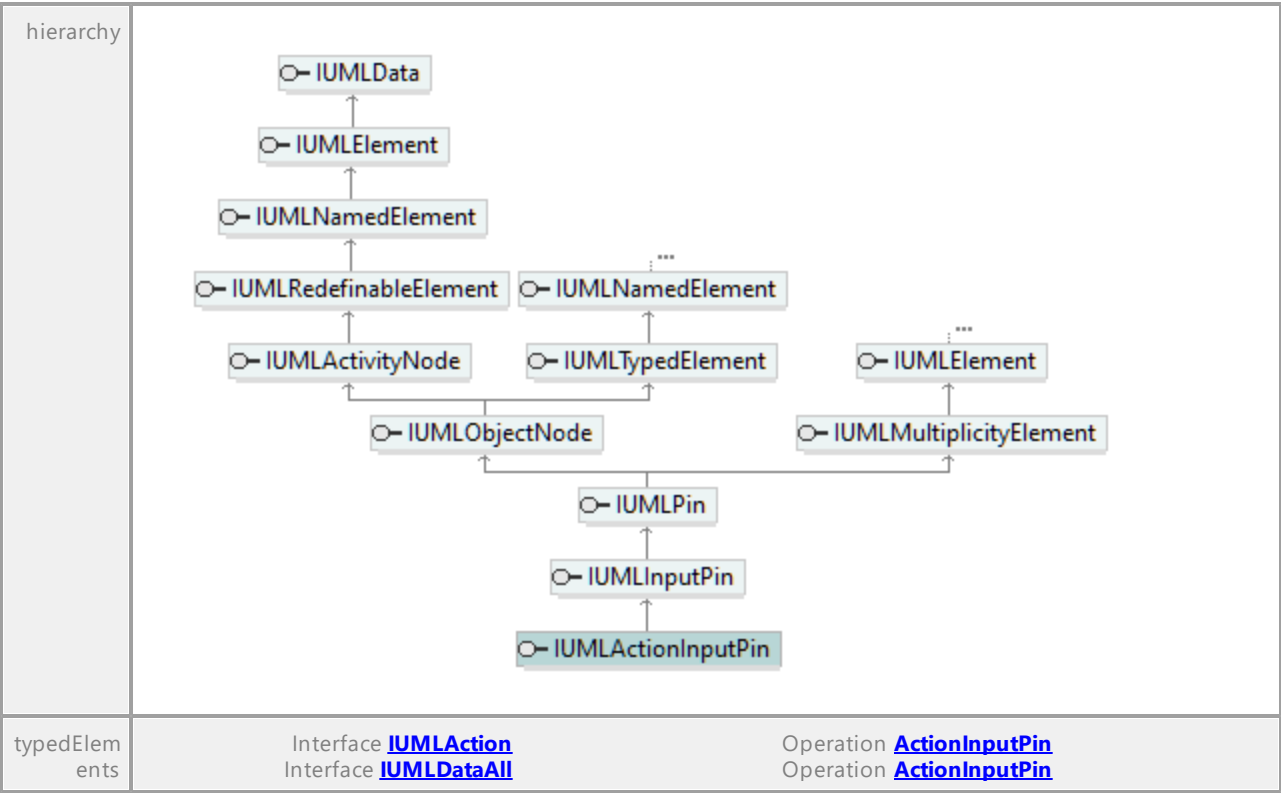 hierarchy
IUMLData
IUMLElement
IUMLNamedElement
...
IUMLRedefinableElement IUMLNamedElement
...
IUMLActivityNode IUMLTypedElement IUMLElement
IUMLObjectNode IUMLMultiplicityElement
IUMLPin
IUMLInputPin
IUMLActionInputPin
typedElem
ents
Interface IUMLAction Operation ActionInputPin
Interface IUMLDataAll Operation ActionInputPin